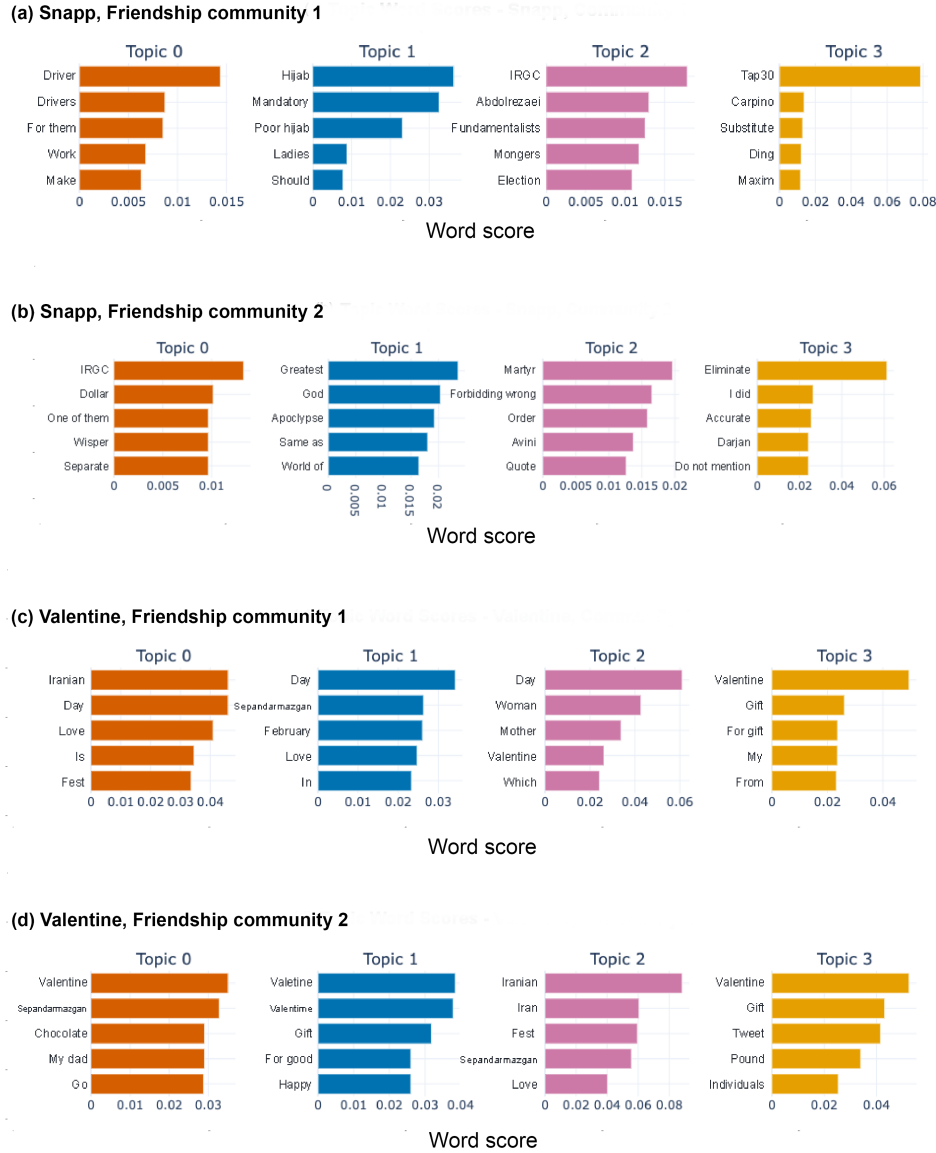 (a) Snapp, Friendship community 1
Topic 0 Topic 1 Topic 2 Topic 3
Driver Hijab IRGC Tap30
Drivers Mandatory Abdolrezaei Carpino
For them Poor hijab Fundamentalists Substitute
Work Ladies Mongers Ding
Make Should Election Maxim
0 0.005 0.01 0.015 0 0.01 0.02 0.03 0 0.005 0.01 0.015 0 0.02 0.04 0.06 0.08
Word score
(b) Snapp, Friendship community 2
Topic 0 Topic 1 Topic 2 Topic 3
IRGC Greatest Martyr Eliminate
Dollar God Forbidding wrong I did
One of them Apoclypse Order Accurate
Wisper Same as Avini Darjan
Separate World of Quote Do not mention
0 0.005 0.01 0 0.005 0.01 0.015 0.02 0 0.005 0.01 0.015 0.02 0 0.02 0.04 0.06
Word score
(c) Valentine, Friendship community 1
Topic 0 Topic 1 Topic 2 Topic 3
Iranian Day Day Valentine
Day Sepandarmazgan Woman Gift
Love February Mother For gift
Is Love Valentine My
Fest In Which From
0 0.01 0.02 0.03 0.04 0 0.01 0.02 0.03 0 0.02 0.04 0.06 0 0.02 0.04
Word score
(d) Valentine, Friendship community 2
Topic 0 Topic 1 Topic 2 Topic 3
Valentine Valetine Iranian Valentine
Sepandarmazgan Valentime Iran Gift
Chocolate Gift Fest Tweet
My dad For good Sepandarmazgan Pound
Go Happy Love Individuals
0 0.01 0.02 0.03 0 0.01 0.02 0.03 0.04 0 0.02 0.04 0.06 0.08 0 0.02 0.04
Word score